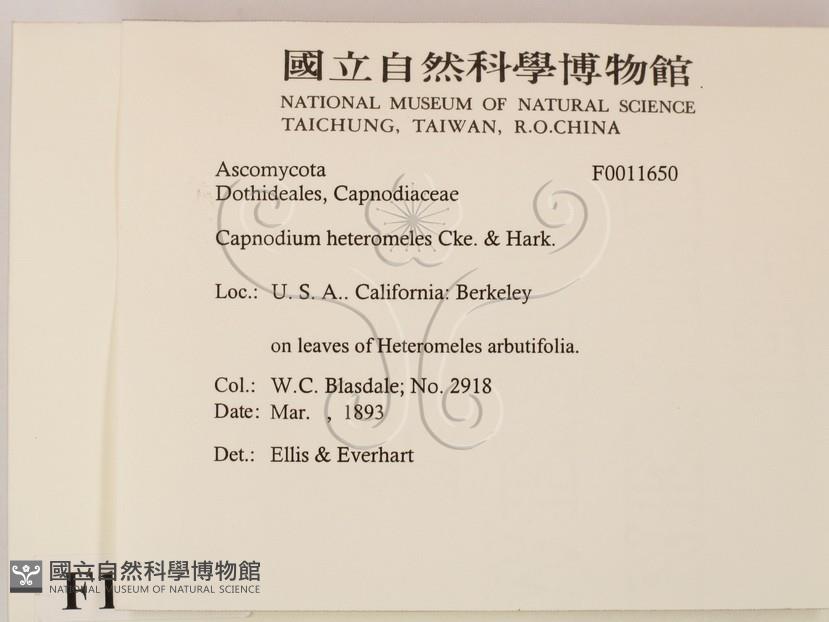 國立自然科學博物館
NATIONAL MUSEUM OF NATURAL SCIENCE
TAICHUNG, TAIWAN, R.O.CHINA
Ascomycota F0011650
Dothideales, Capnodiaceae
Capnodium heteromeles Cke. & Hark.
Loc.: U. S. A.. California: Berkeley
on leaves of Heteromeles arbutifolia.
Col.: W.C. Blasdale; No. 2918
Date: Mar. , 1893
Det.: Ellis & Everhart
國立自然科學博物館
NATIONAL MUSEUM OF NATURAL SCIENCE
F1